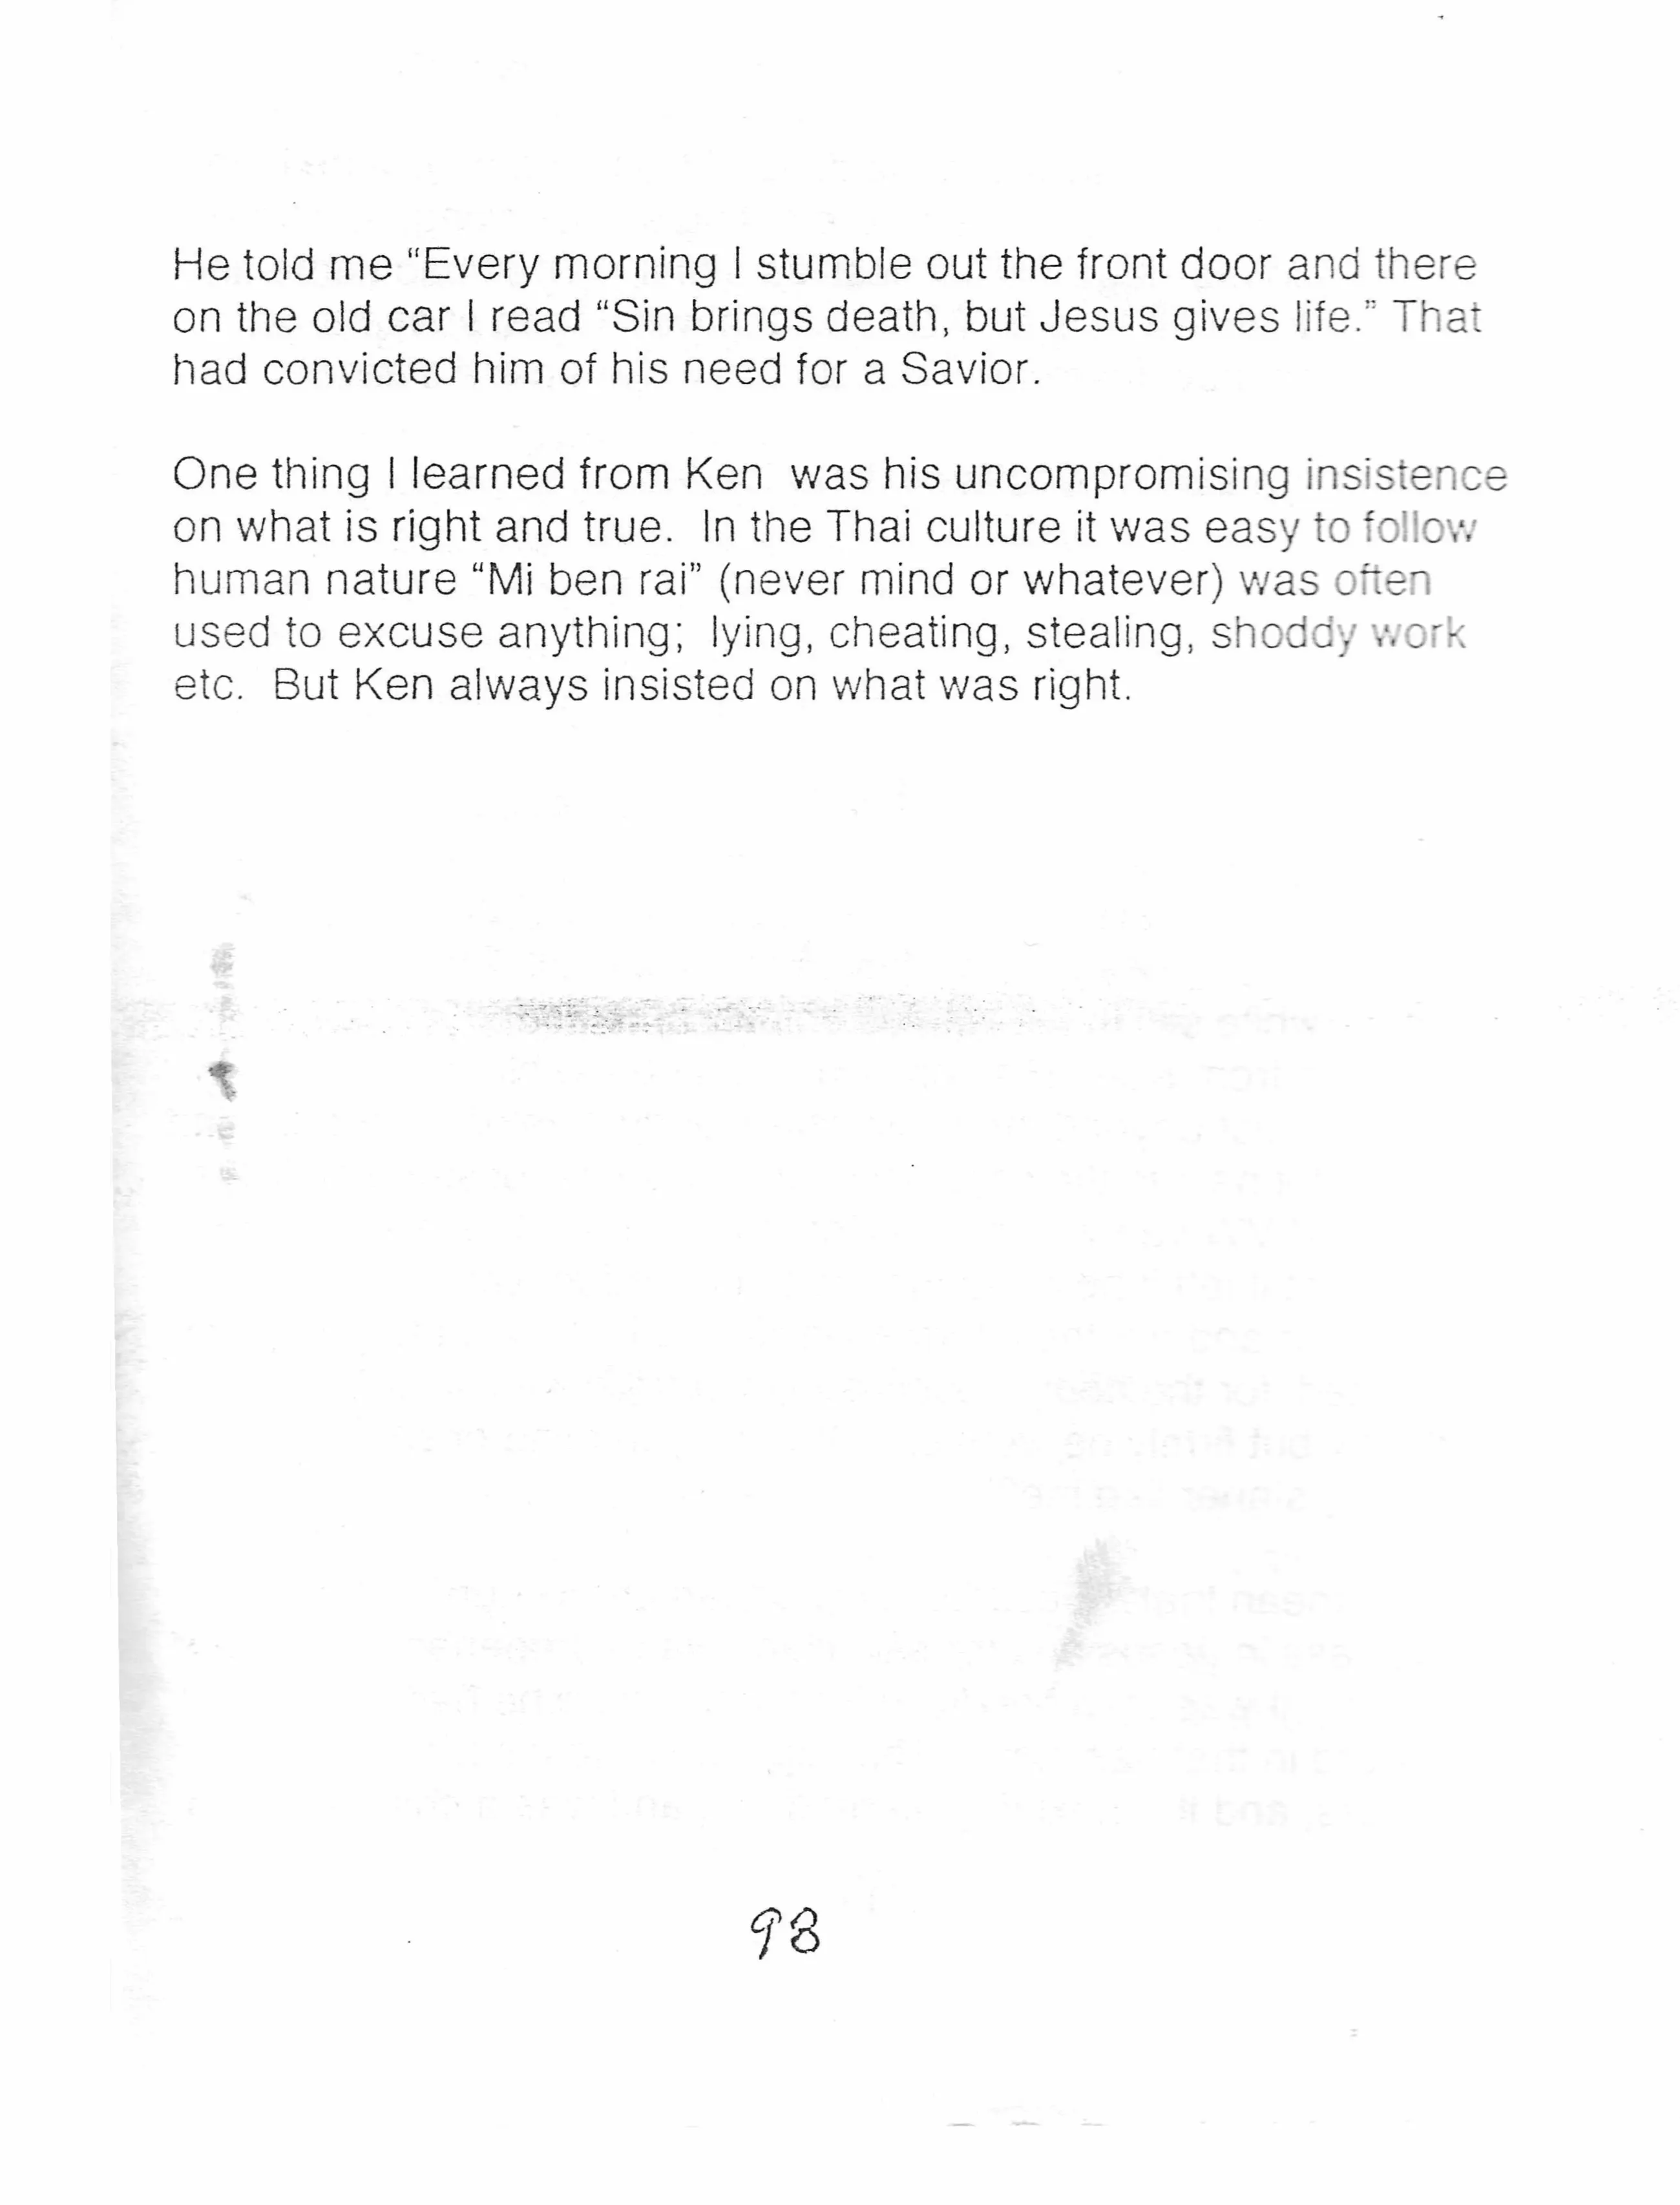 He told me “Every morning I stumble out the front door and there
on the old car I read “Sin brings death, but Jesus gives life.” That
had convicted him of his need for a Savior.
One thing I learned from Ken  was his uncompromising insistence
on what is right and true.  In the Thai culture it was easy to follow
human nature “Mi ben rai” (never mind or whatever) was often
used to excuse anything;  lying, cheating, stealing, shoddy work
etc.  But Ken always insisted on what was right.
98